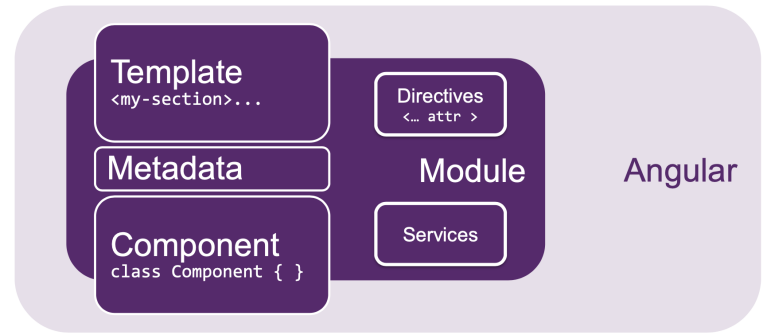 Template
<my-section>...
Metadata
Component
class Component { }
Directives
<… attr >
Module
Services
Angular